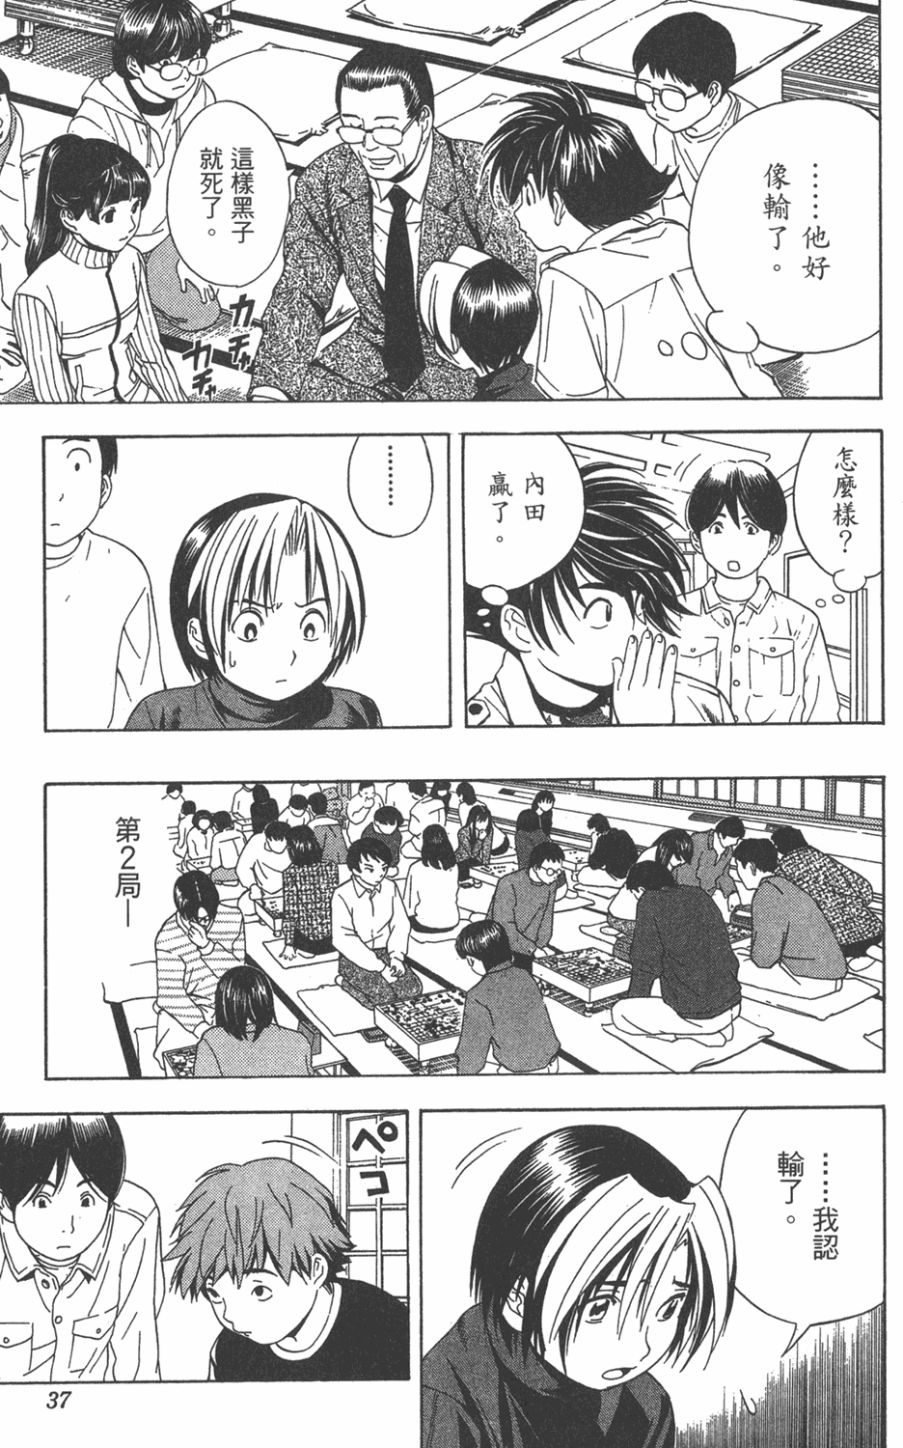 ……他好
像輸了。
這樣黑子
就死了。
カチャ
カチャ
怎麼樣？
內田
贏了。
………
第2局—
……我認
輸了。
ペコ
37